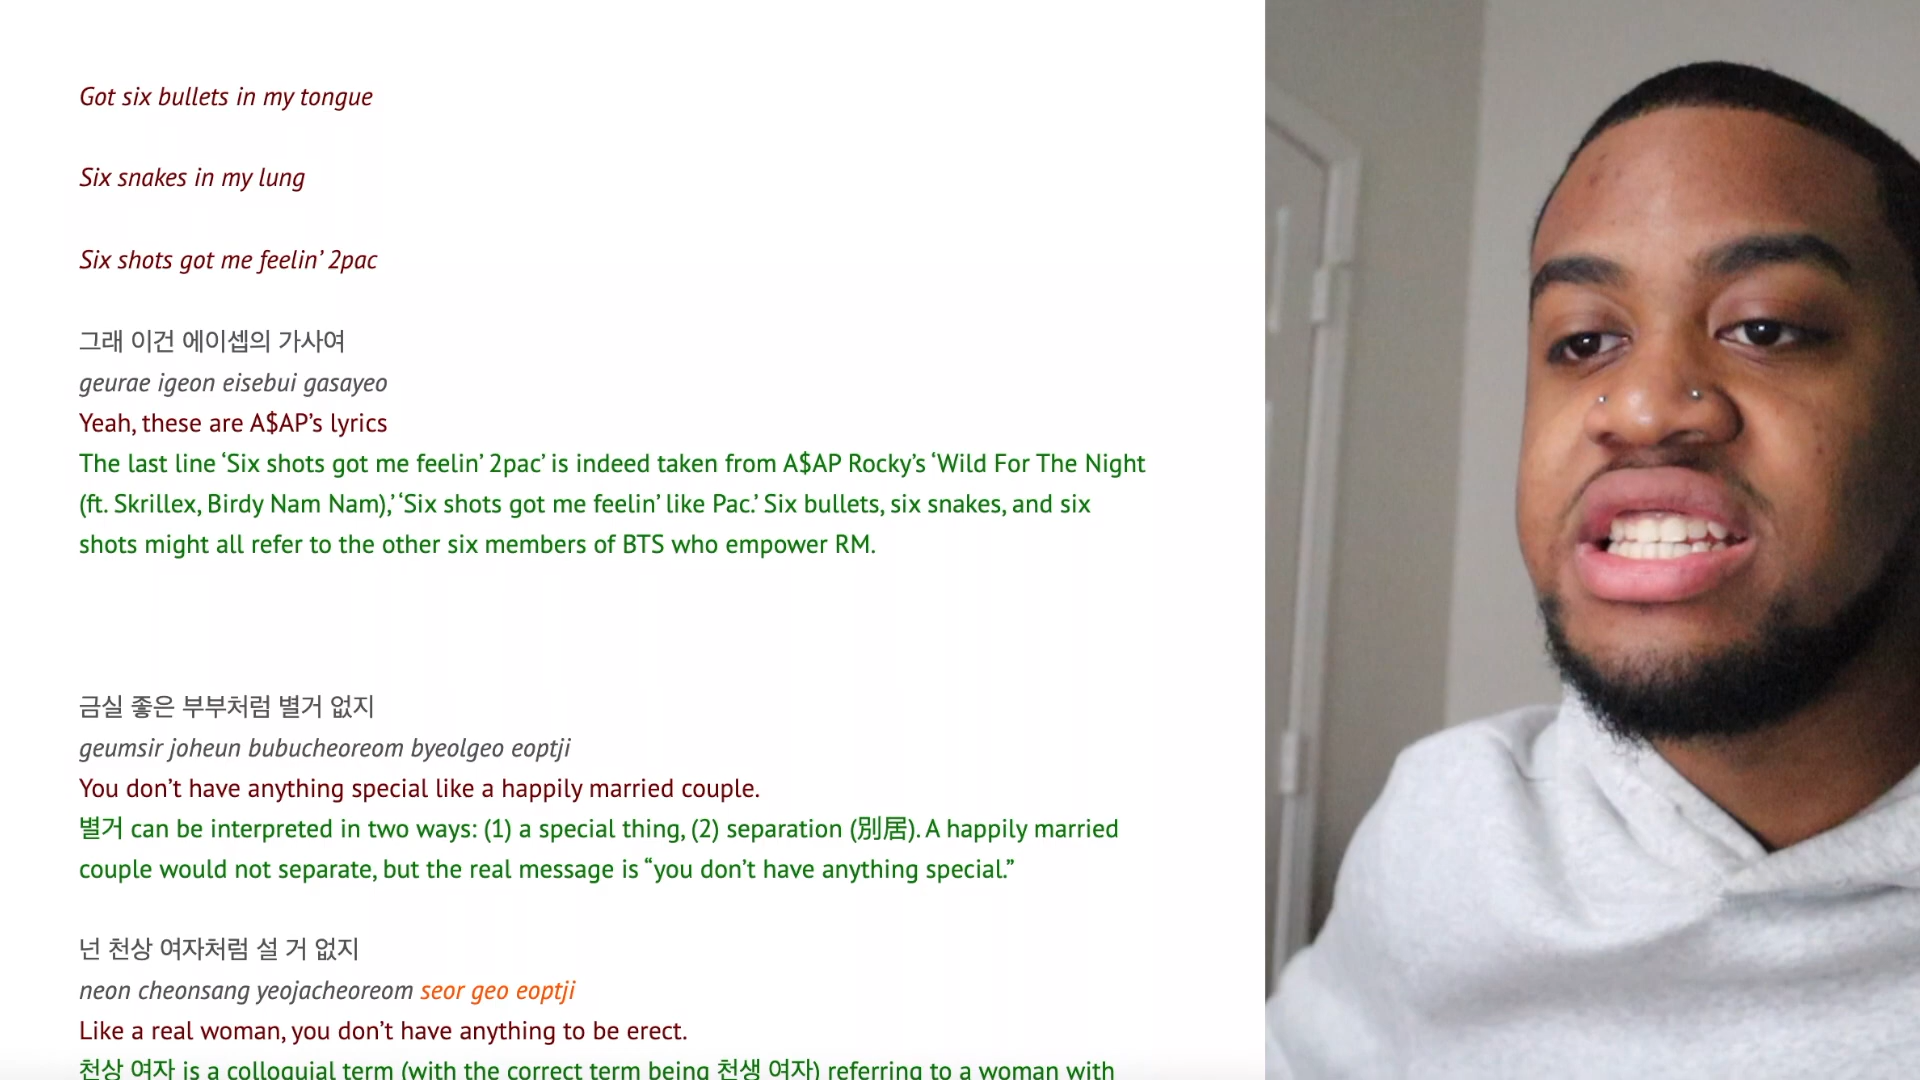 Got six bullets in my tongue
Six snakes in my lung
Six shots got me feelin’ 2pac
그래 이건 에이셉의 가사여
geurae igeon eisebui gasayeo
Yeah, these are A$AP’s lyrics
The last line ‘Six shots got me feelin’ 2pac’ is indeed taken from A$AP Rocky’s ‘Wild For The Night
(ft. Skrillex, Birdy Nam Nam),’ ‘Six shots got me feelin’ like Pac.’ Six bullets, six snakes, and six
shots might all refer to the other six members of BTS who empower RM.
금실 좋은 부부처럼 별거 없지
geumsir joheun bubucheoreom byeolgeo eoptji
You don’t have anything special like a happily married couple.
별거 can be interpreted in two ways: (1) a special thing, (2) separation (別居). A happily married
couple would not separate, but the real message is “you don’t have anything special.”
넌 천상 여자처럼 설 거 없지
neon cheonsang yeojacheoreom seor geo eoptji
Like a real woman, you don’t have anything to be erect.
천상 여자 is a colloquial term (with the correct term being 천생 여자) referring to a woman with